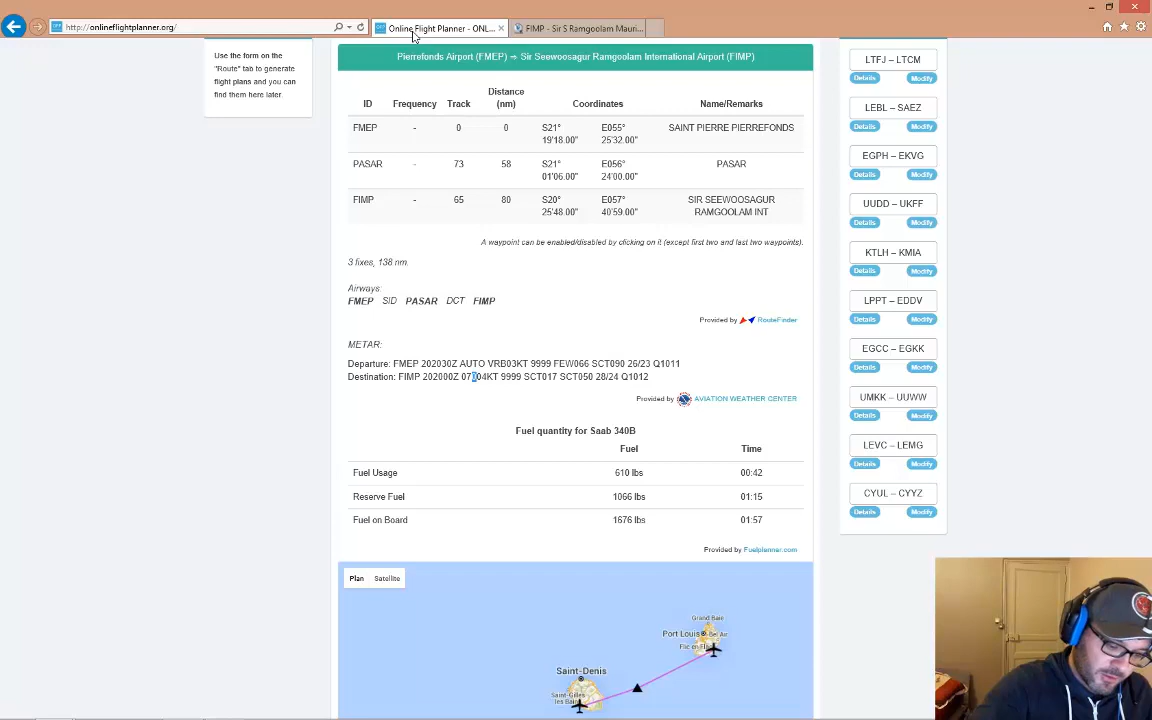 http://onlineflightplanner.org/
Online Flight Planner - ONL...
FIMP - Sir S Ramgoolam Mauri...
Use the form on the
"Route" tab to generate
flight plans and you can
find them here later.
Pierrefonds Airport (FMEP) ➾ Sir Seewoosagur Ramgoolam International Airport (FIMP)
ID Frequency Track Distance (nm) Coordinates Name/Remarks
FMEP - 0 0 S21° 19'18.00" E055° 25'32.00" SAINT PIERRE PIERREFONDS
PASAR - 73 58 S21° 01'06.00" E056° 24'00.00" PASAR
FIMP - 65 80 S20° 25'48.00" E057° 40'59.00" SIR SEEWOOSAGUR RAMGOOLAM INT
A waypoint can be enabled/disabled by clicking on it (except first two and last two waypoints).
3 fixes, 138 nm.
Airways:
FMEP SID PASAR DCT FIMP
Provided by RouteFinder
METAR:
Departure: FMEP 202030Z AUTO VRB03KT 9999 FEW066 SCT090 26/23 Q1011
Destination: FIMP 202000Z 07004KT 9999 SCT017 SCT050 28/24 Q1012
Provided by AVIATION WEATHER CENTER
Fuel quantity for Saab 340B
Fuel Time
Fuel Usage 610 lbs 00:42
Reserve Fuel 1066 lbs 01:15
Fuel on Board 1676 lbs 01:57
Provided by Fuelplanner.com
Plan Satellite
Grand Baie
Port Louis Bel Air
Flic en Flac
Saint-Denis
Saint-Gilles
les Bains
LTFJ – LTCM
Details Modify
LEBL – SAEZ
Details Modify
EGPH – EKVG
Details Modify
UUDD – UKFF
Details Modify
KTLH – KMIA
Details Modify
LPPT – EDDV
Details Modify
EGCC – EGKK
Details Modify
UMKK – UUWW
Details Modify
LEVC – LEMG
Details Modify
CYUL – CYYZ
Details Modify